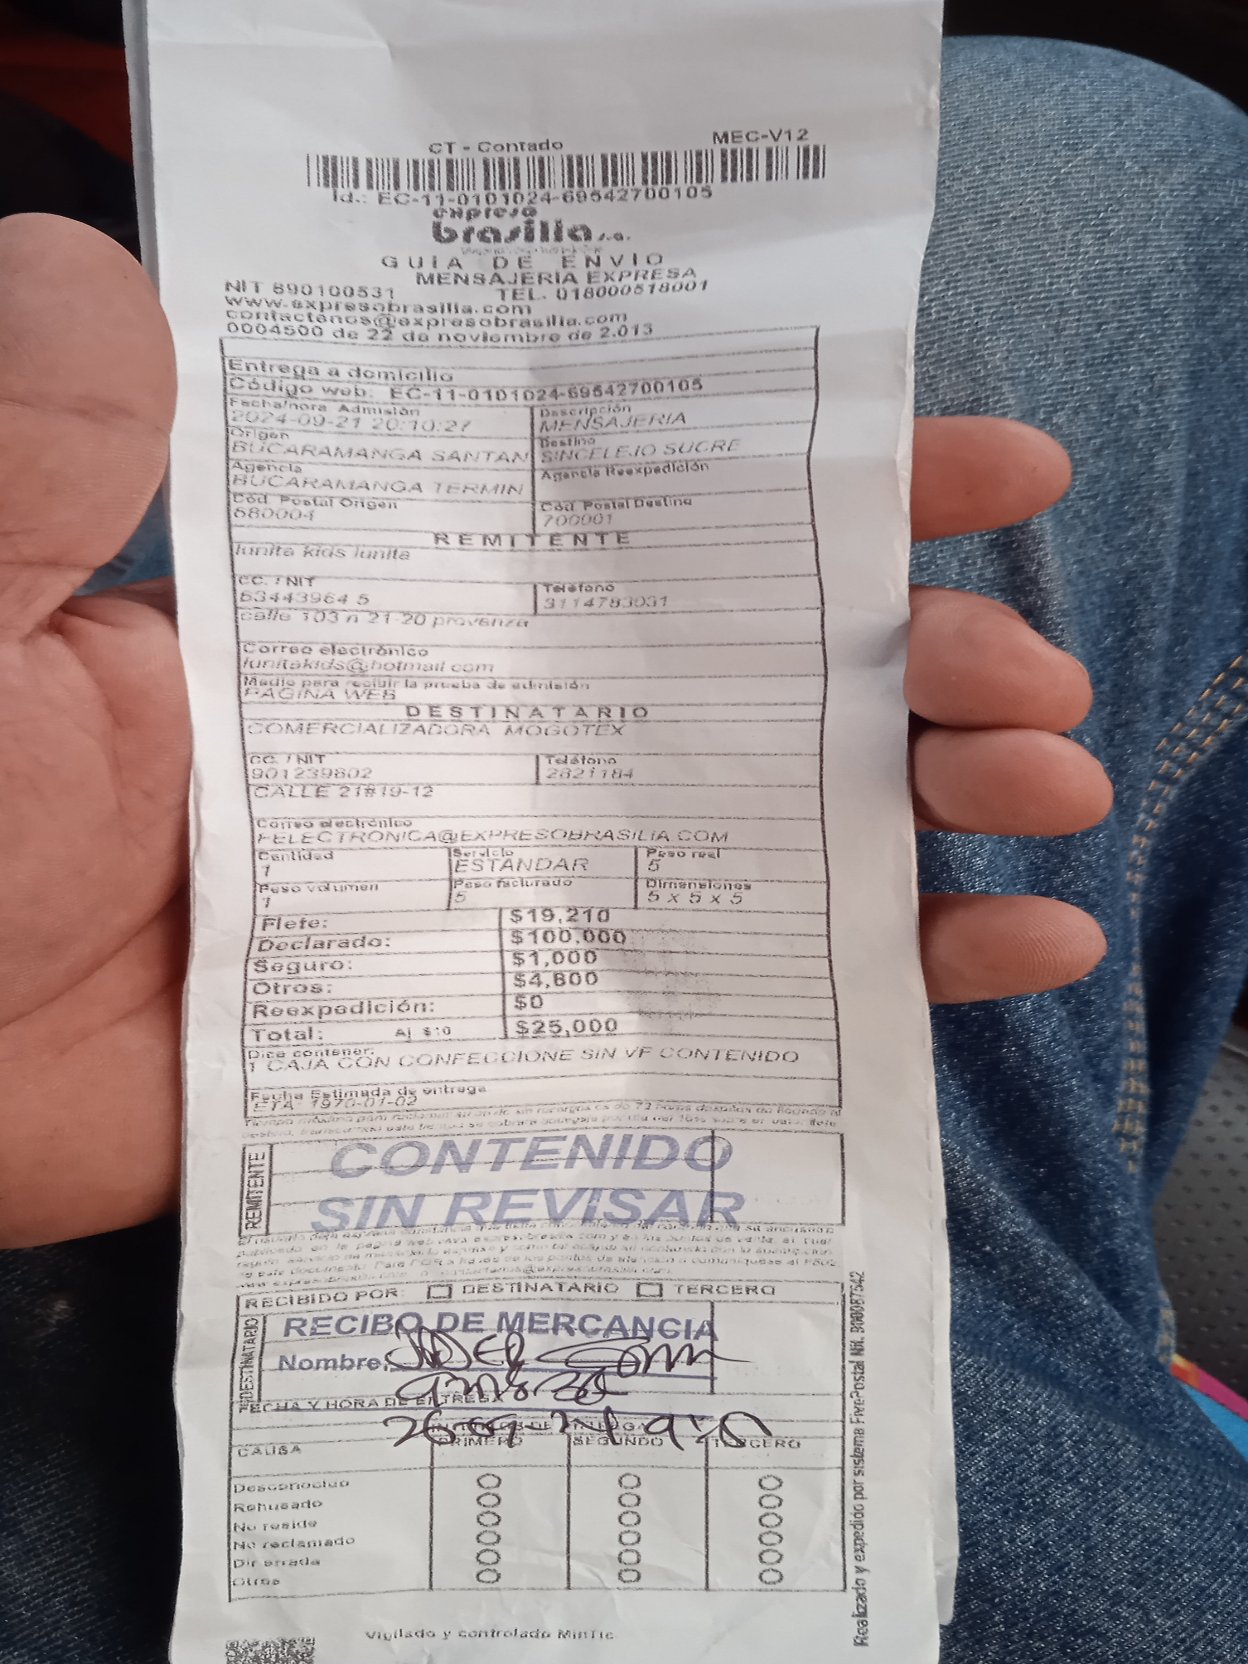 CT - Contado MEC-V12
Id.: EC-11-0101024-69542700105
expreso
brasilia s.a.
GUIA DE ENVIO
MENSAJERIA EXPRESA
NIT 890100531 TEL. 018000518001
www.expresobrasilia.com
contactenos@expresobrasilia.com
0004500 de 22 de noviembre de 2.013
Entrega a domicilio
Código web: EC-11-0101024-69542700105
Fecha/hora Admisión Descripción
2024-09-21 20:10:27 MENSAJERIA
Origen Destino
BUCARAMANGA SANTAN SINCELEJO SUCRE
Agencia Agencia Reexpedición
BUCARAMANGA TERMIN
Cód. Postal Origen Cód. Postal Destino
680004 700001
REMITENTE
lunita kids lunita
CC. / NIT Teléfono
63443964 5 3114783031
calle 103 n 21-20 provenza
Correo electrónico
lunitakids@hotmail.com
Medio para recibir la prueba de admisión
PAGINA WEB
DESTINATARIO
COMERCIALIZADORA MOGOTEX
CC. / NIT Teléfono
901239802 2821184
CALLE 21#19-12
Correo electrónico
FELECTRONICA@EXPRESOBRASILIA.COM
Cantidad Servicio Peso real
1 ESTANDAR 5
Peso volumen Peso facturado Dimensiones
1 5 5 x 5 x 5
Flete: $19,210
Declarado: $100,000
Seguro: $1,000
Otros: $4,800
Reexpedición: $0
Total: Aj $10 $25,000
Dice contener:
1 CAJA CON CONFECCIONE SIN VF CONTENIDO
Fecha Estimada de entrega
ETA: 1970-01-02
REMITENTE
CONTENIDO
SIN REVISAR
RECIBIDO POR: DESTINATARIO TERCERO
DESTINATARIO
RECIBO DE MERCANCIA
Nombre
FECHA Y HORA DE ENTREGA
26-09-24
CAUSA PRIMERO SEGUNDO TERCERO
Desconocido
Rehusado
No reside
No reclamado
Dir errada
Otros
Vigilado y controlado MinTic
Realizado y expedido por sistema FivePostal Nit. 900087542